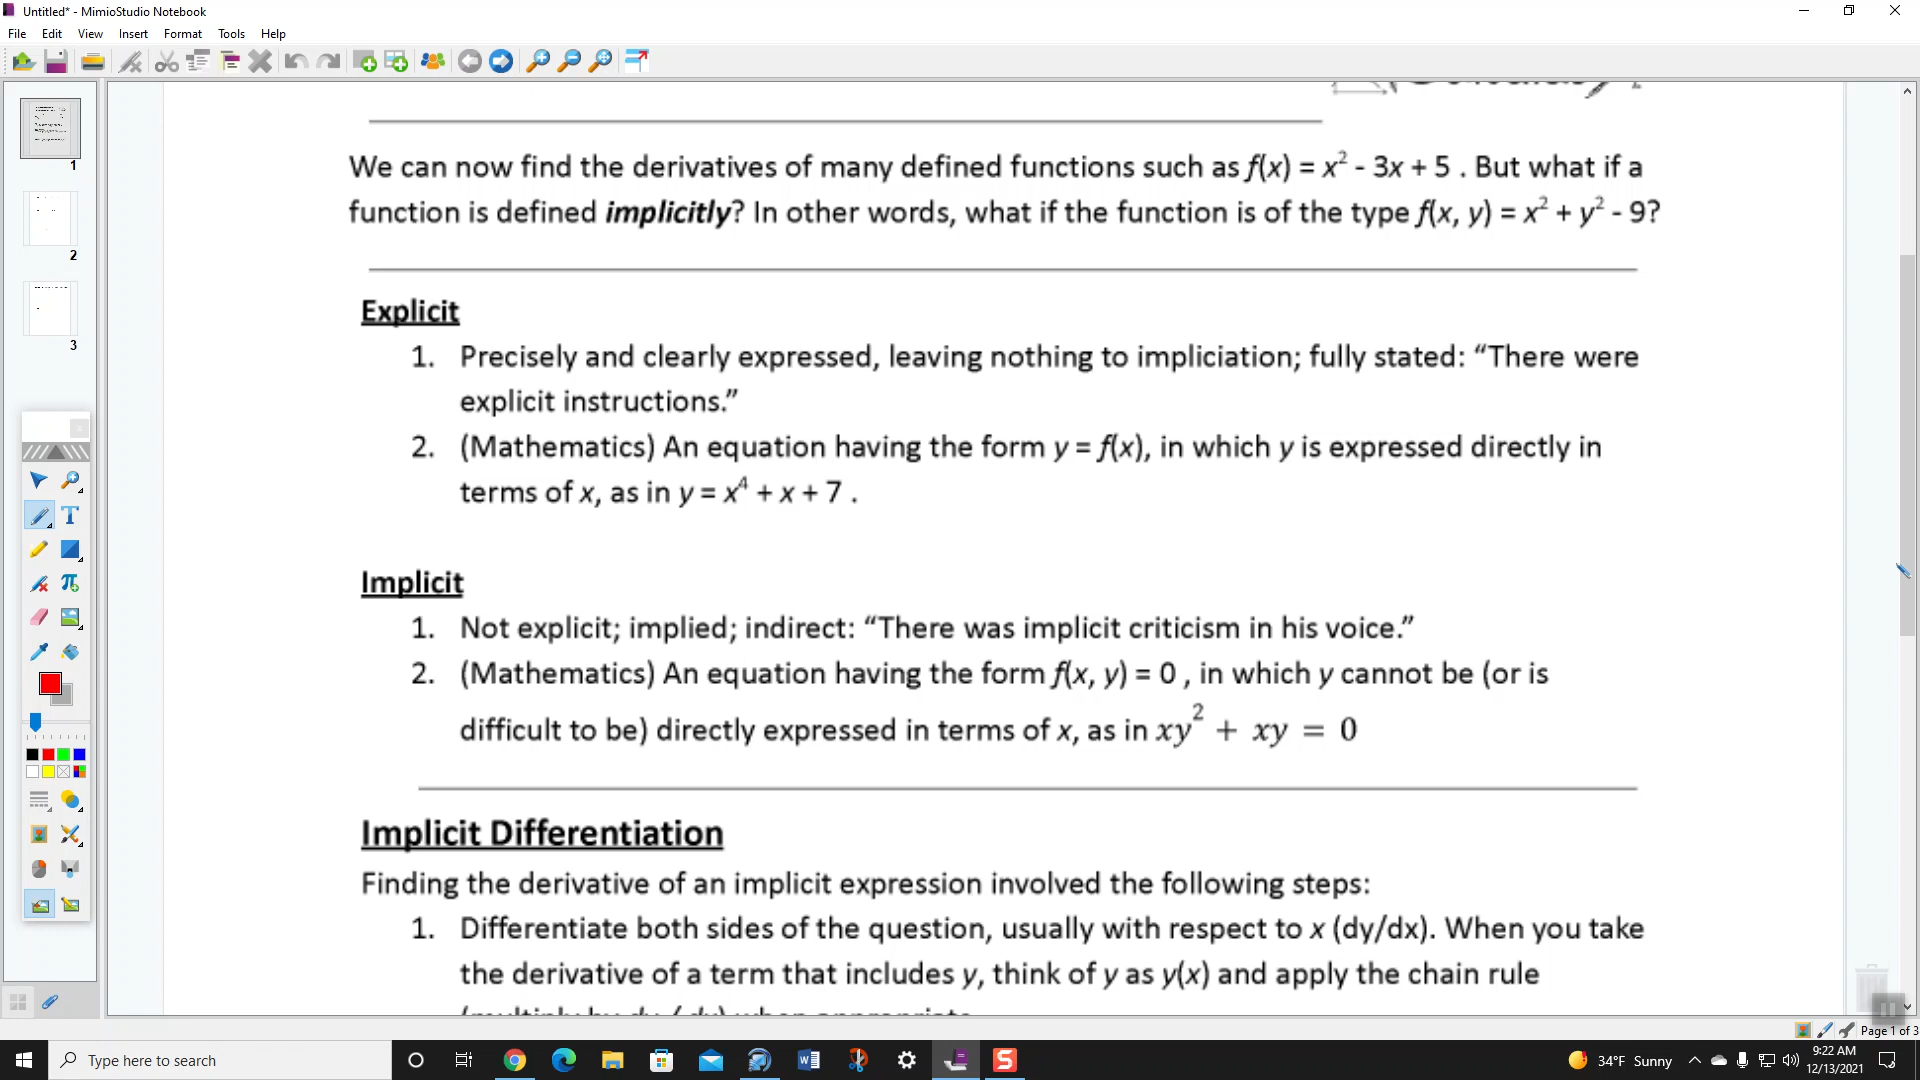 Untitled* - MimioStudio Notebook
File Edit View Insert Format Tools Help
We can now find the derivatives of many defined functions such as f(x) = x² - 3x + 5 . But what if a
function is defined implicitly? In other words, what if the function is of the type f(x, y) = x² + y² - 9?
Explicit
1. Precisely and clearly expressed, leaving nothing to impliciation; fully stated: “There were
explicit instructions.”
2. (Mathematics) An equation having the form y = f(x), in which y is expressed directly in
terms of x, as in y = x⁴ + x + 7 .
Implicit
1. Not explicit; implied; indirect: “There was implicit criticism in his voice.”
2. (Mathematics) An equation having the form f(x, y) = 0 , in which y cannot be (or is
difficult to be) directly expressed in terms of x, as in xy² + xy = 0
Implicit Differentiation
Finding the derivative of an implicit expression involved the following steps:
1. Differentiate both sides of the question, usually with respect to x (dy/dx). When you take
the derivative of a term that includes y, think of y as y(x) and apply the chain rule
1
2
3
Page 1 of 3
Type here to search
34°F Sunny
9:22 AM
12/13/2021